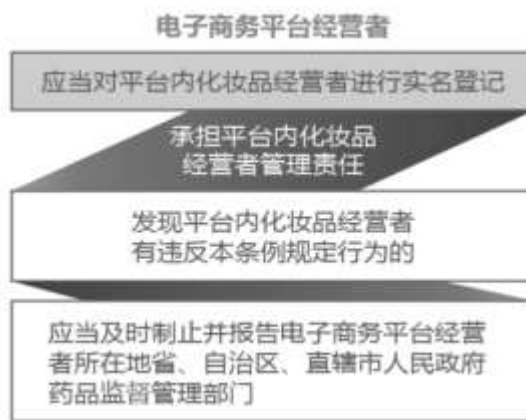 电子商务平台经营者
应当对平台内化妆品经营者进行实名登记
承担平台内化妆品
经营者管理责任
发现平台内化妆品经营者
有违反本条例规定行为的
应当及时制止并报告电子商务平台经营
者所在地省、自治区、直辖市人民政府
药品监督管理部门